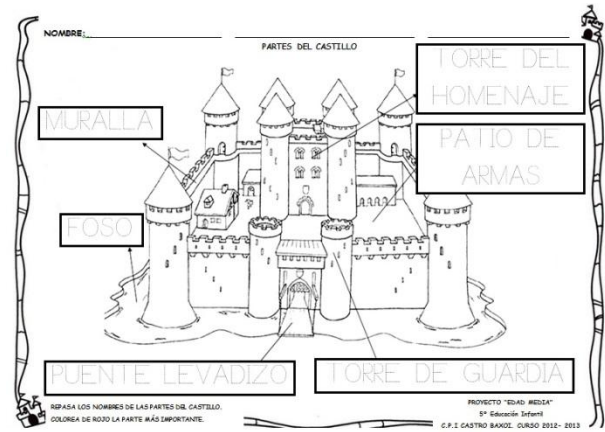 NOMBRE:
PARTES DEL CASTILLO
TORRE DEL
HOMENAJE
MURALLA
PATIO DE
ARMAS
FOSO
PUENTE LEVADIZO
TORRE DE GUARDIA
REPASA LOS NOMBRES DE LAS PARTES DEL CASTILLO.
COLOREA DE ROJO LA PARTE MÁS IMPORTANTE.
PROYECTO "EDAD MEDIA"
5º Educación Infantil
C.P.I CASTRO BAXOI. CURSO 2012- 2013